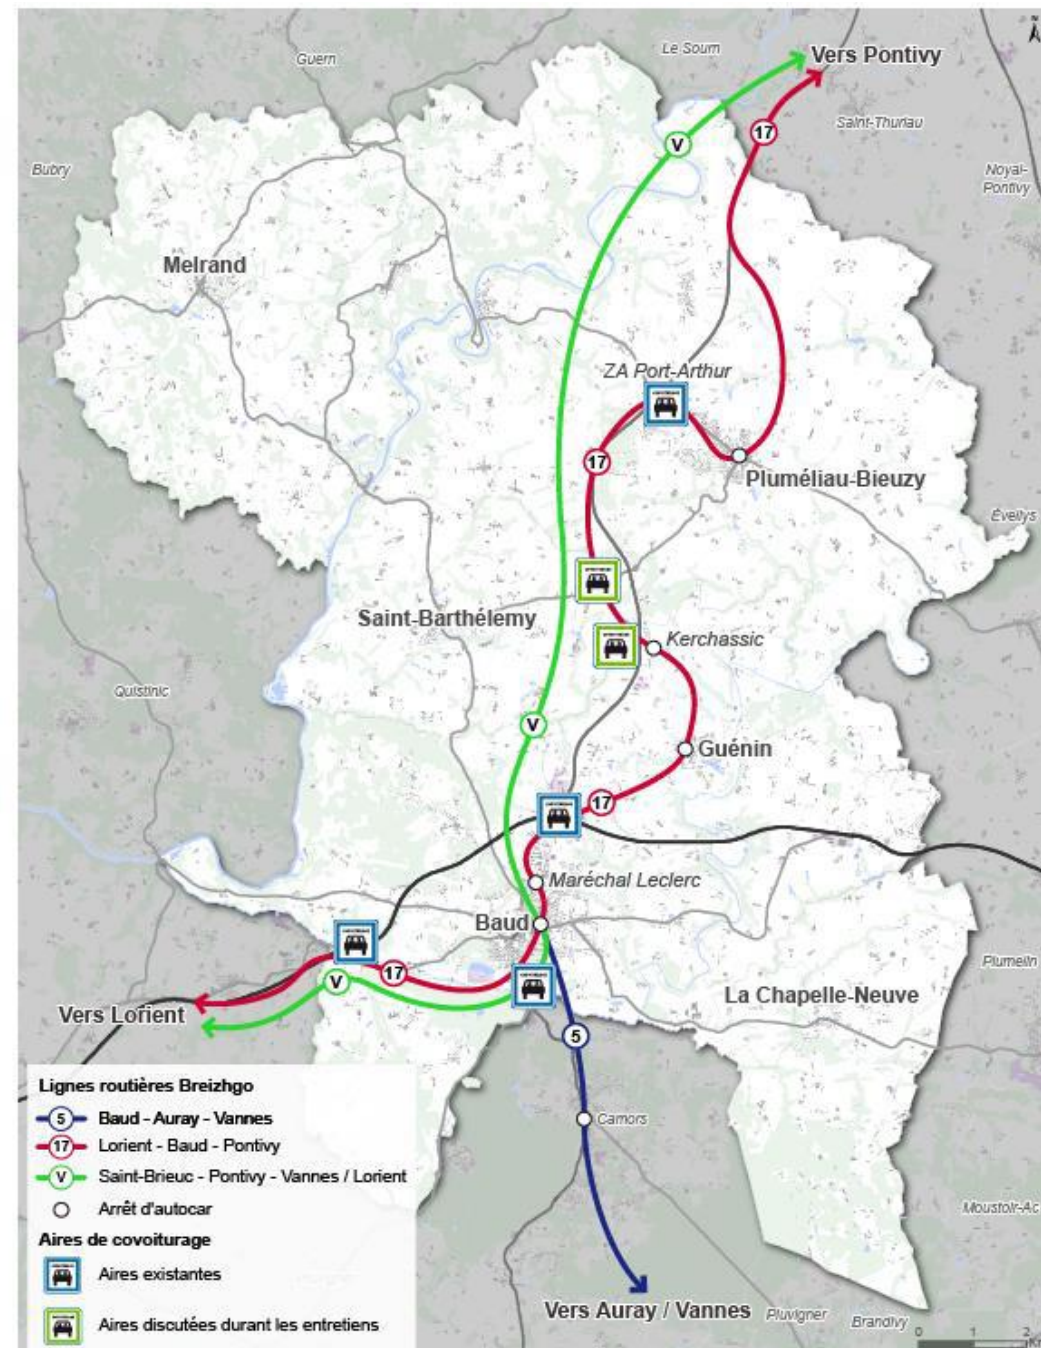 N
Guern
Le Sourn
Vers Pontivy
17
Saint-Thuriau
V
Bubry
Noyal-
Pontivy
Melrand
ZA Port-Arthur
17
Pluméliau-Bieuzy
Évellys
Saint-Barthélemy
Kerchassic
Quistinic
V
Guénin
17
Maréchal Leclerc
Baud
17
V
Plumelin
La Chapelle-Neuve
Vers Lorient
5
Camors
Moustoir-Ac
Vers Auray / Vannes
Pluvigner
Brandivy
0 1 2
Lignes routières Breizhgo
5 Baud - Auray - Vannes
17 Lorient - Baud - Pontivy
V Saint-Brieuc - Pontivy - Vannes / Lorient
Arrêt d'autocar
Aires de covoiturage
Aires existantes
Aires discutées durant les entretiens